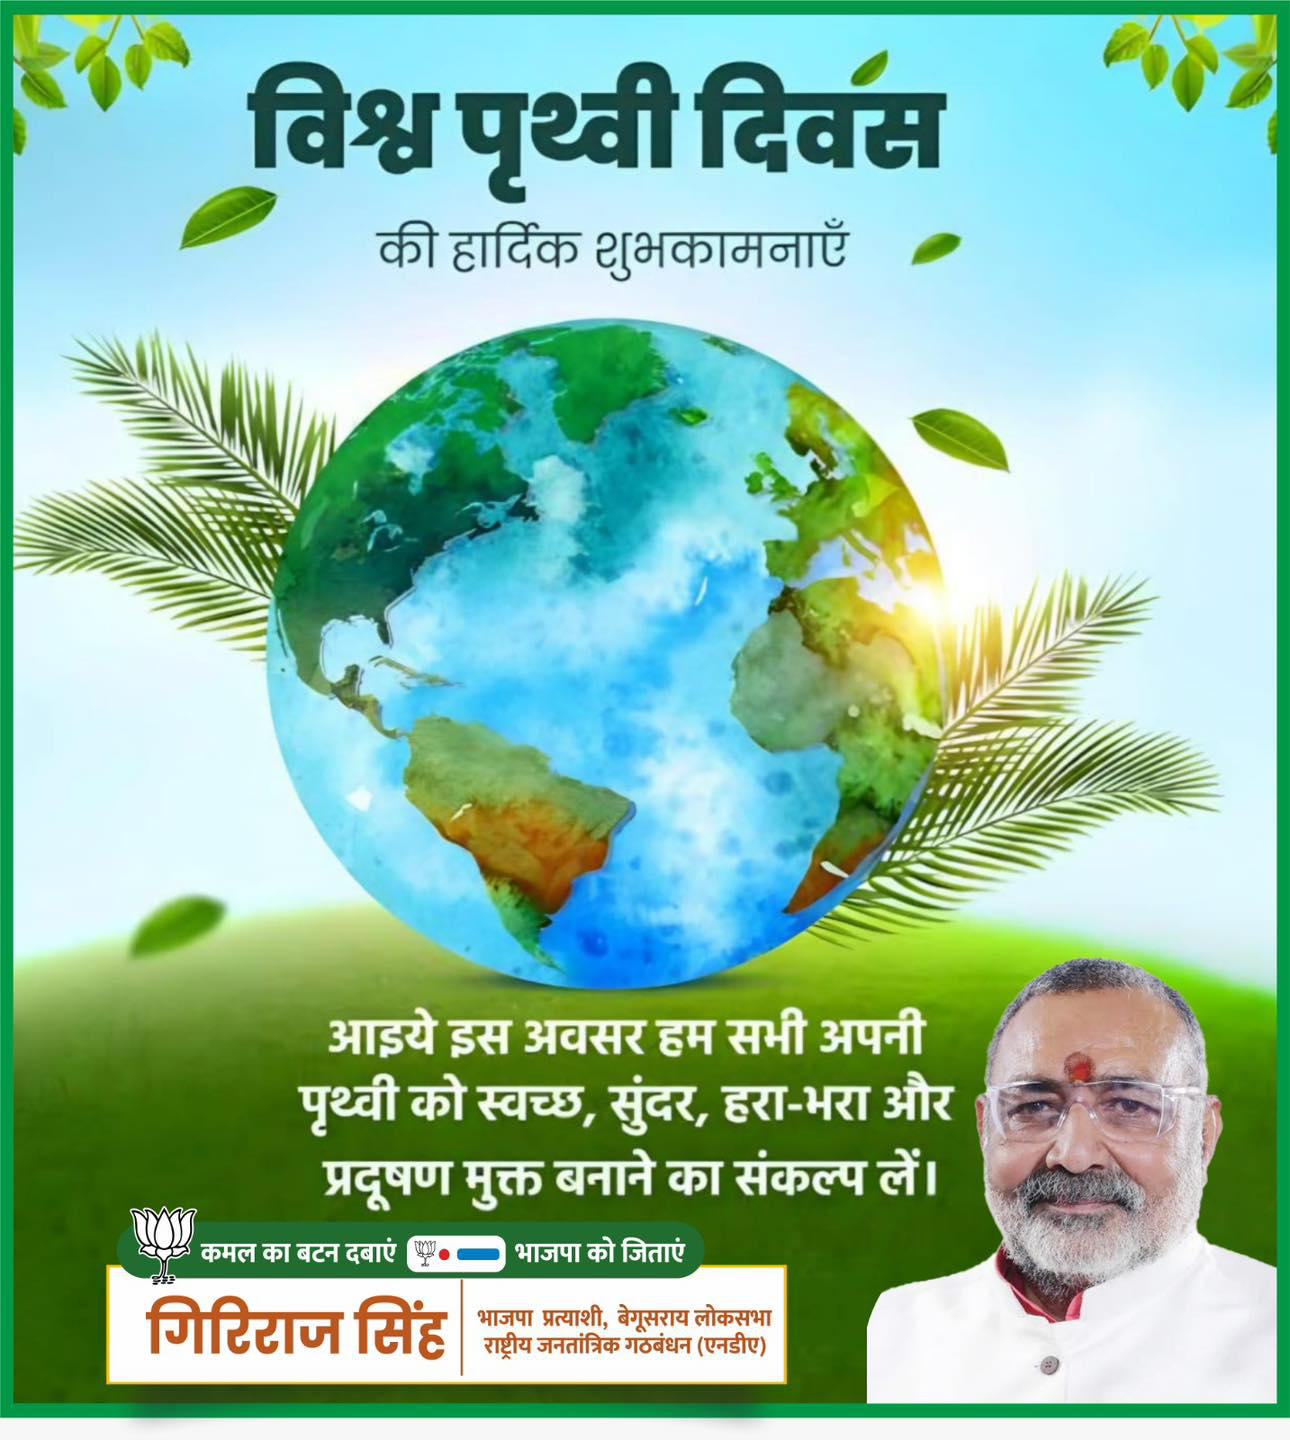 विश्व पृथ्वी दिवस
की हार्दिक शुभकामनाएँ
आइये इस अवसर हम सभी अपनी
पृथ्वी को स्वच्छ, सुंदर, हरा-भरा और
प्रदूषण मुक्त बनाने का संकल्प लें।
कमल का बटन दबाएं भाजपा को जिताएं
गिरिराज सिंह
भाजपा प्रत्याशी, बेगूसराय लोकसभा
राष्ट्रीय जनतांत्रिक गठबंधन (एनडीए)